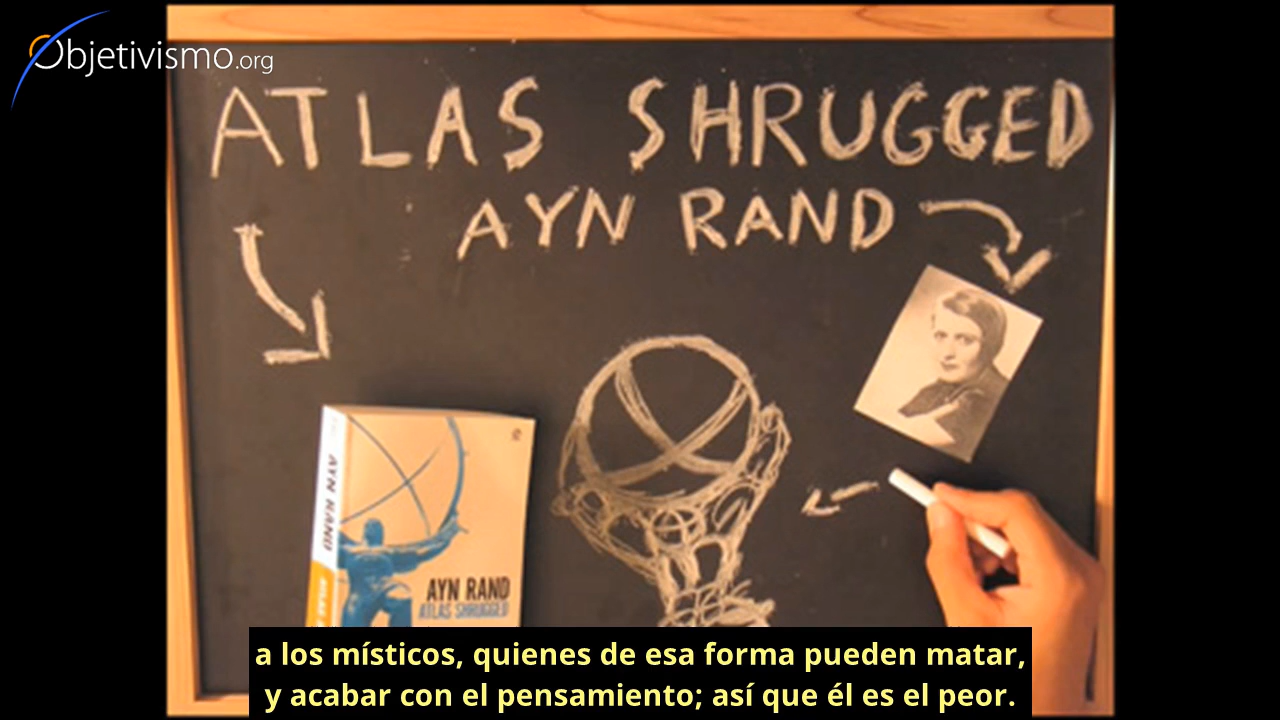 Objetivismo.org
ATLAS SHRUGGED
AYN RAND
AYN RAND
AYN RAND
ATLAS SHRUGGED
a los místicos, quienes de esa forma pueden matar,
y acabar con el pensamiento; así que él es el peor.